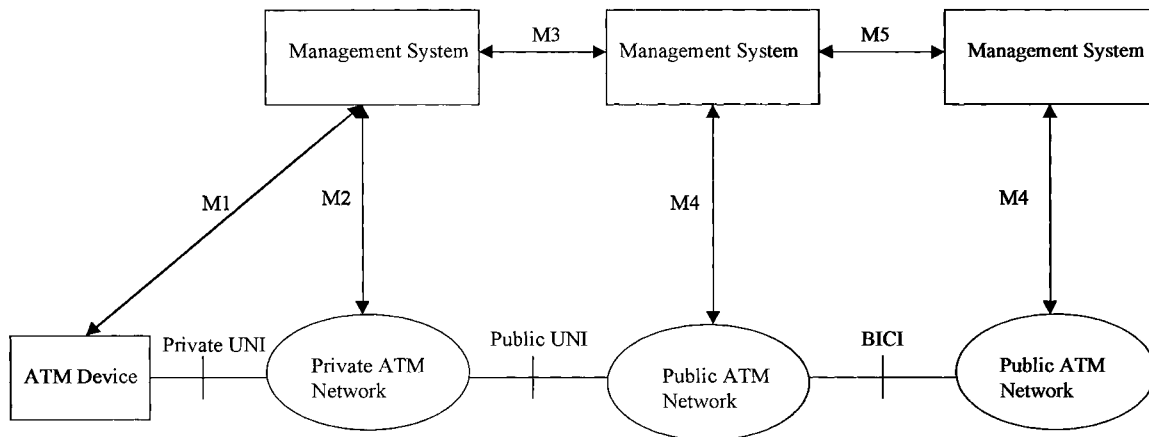 M3
M5
Management System
Management System
Management System
M1
M2
M4
M4
Private UNI
Public UNI
BICI
ATM Device
Private ATM
Network
Public ATM
Network
Public ATM
Network